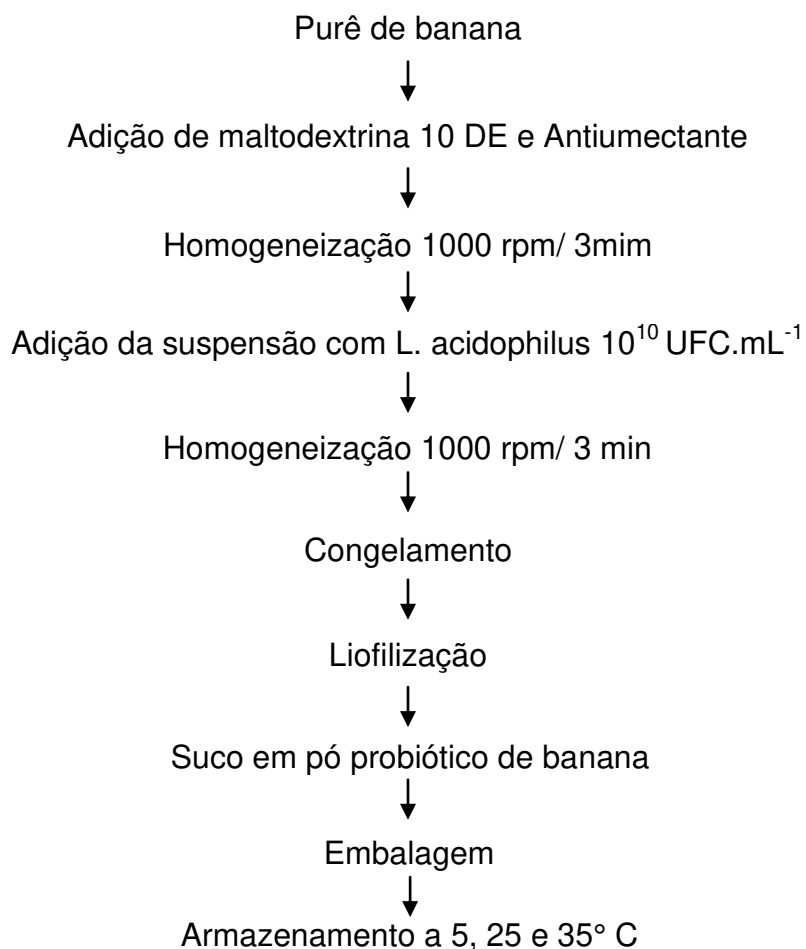 Purê de banana
Adição de maltodextrina 10 DE e Antiumectante
Homogeneização 1000 rpm/ 3mim
Adição da suspensão com L. acidophilus 10¹⁰ UFC.mL⁻¹
Homogeneização 1000 rpm/ 3 min
Congelamento
Liofilização
Suco em pó probiótico de banana
Embalagem
Armazenamento a 5, 25 e 35° C